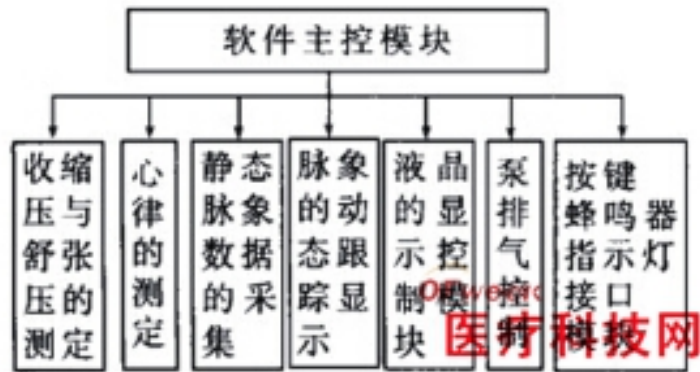 软件主控模块
收缩
压与
舒张
压的
测定
心律的测定
静态
脉象
数据
的采
集
脉象
的动
态跟
踪显
示
液晶
的显
示控
制模
块
泵排气控制
按键
蜂鸣器
指示灯
接口
模块
医疗科技网